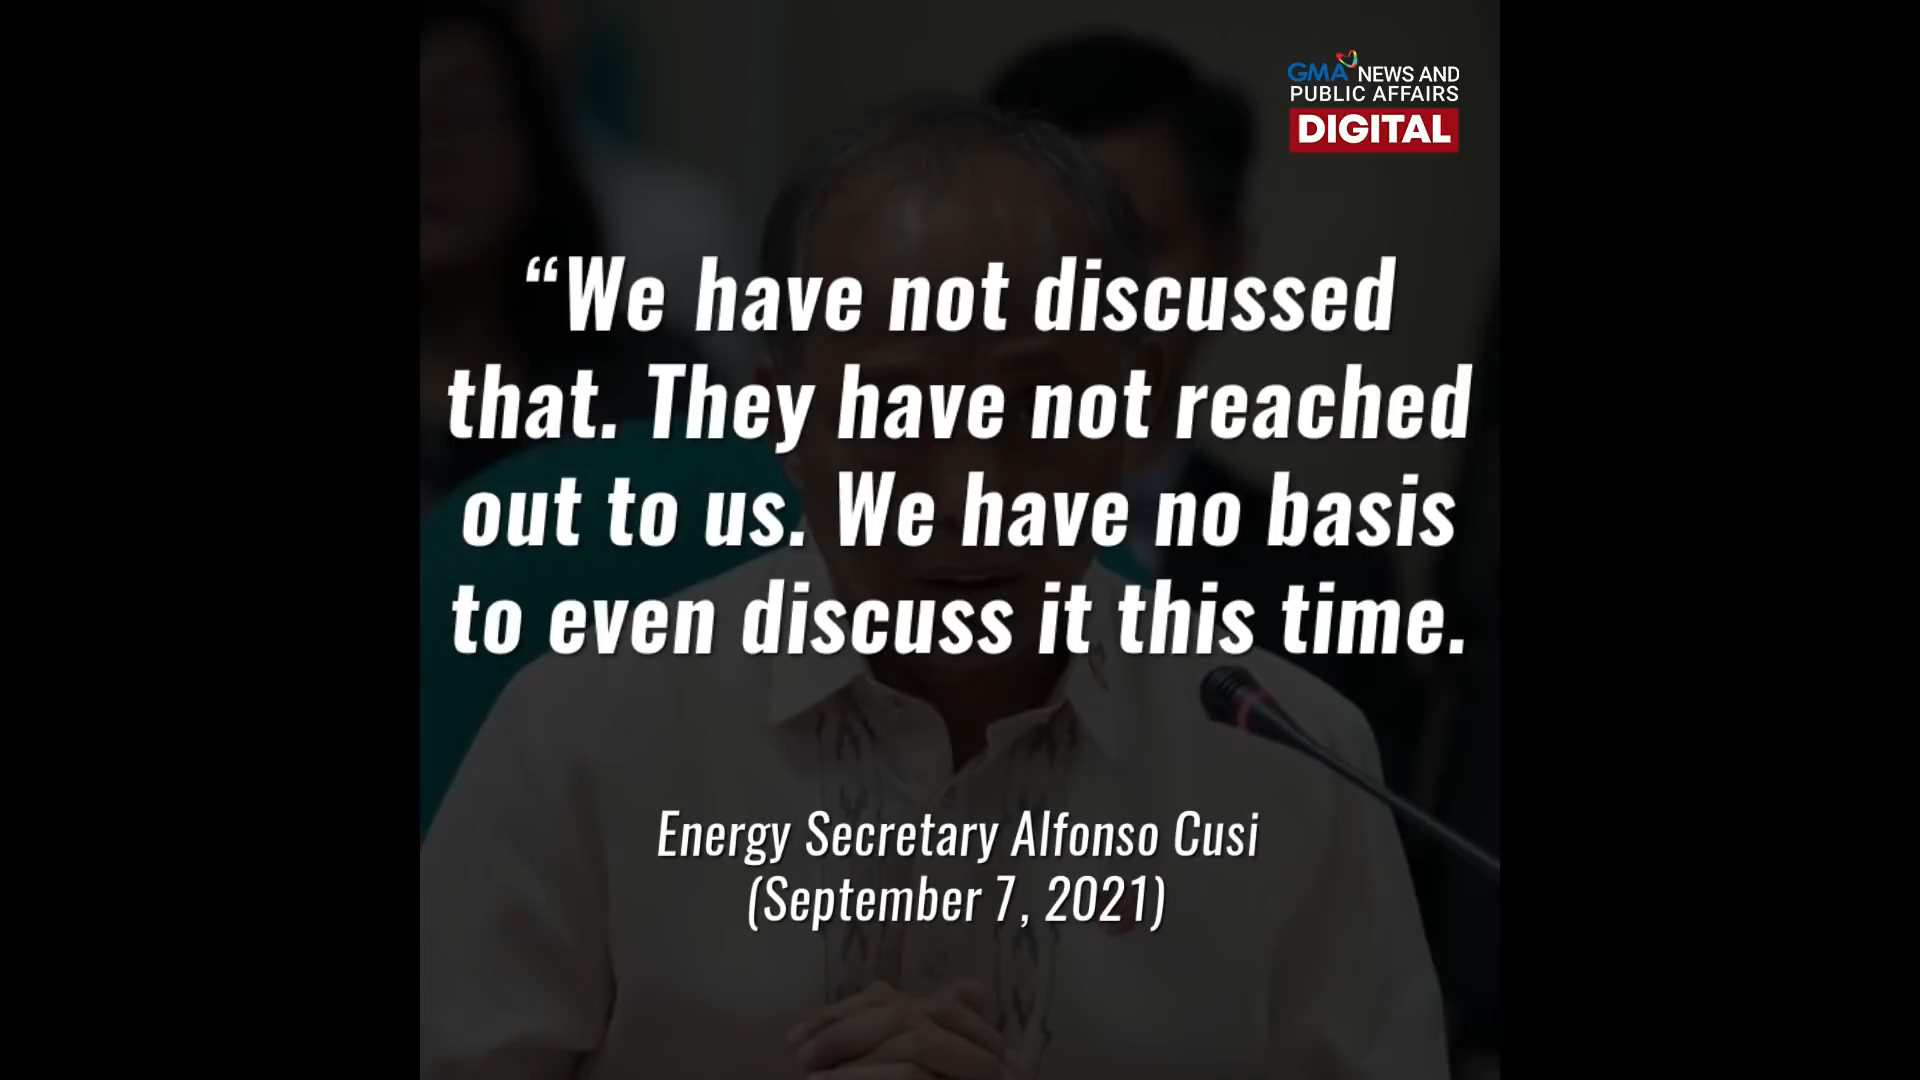 GMA NEWS AND
PUBLIC AFFAIRS
DIGITAL
“We have not discussed
that. They have not reached
out to us. We have no basis
to even discuss it this time.
Energy Secretary Alfonso Cusi
(September 7, 2021)